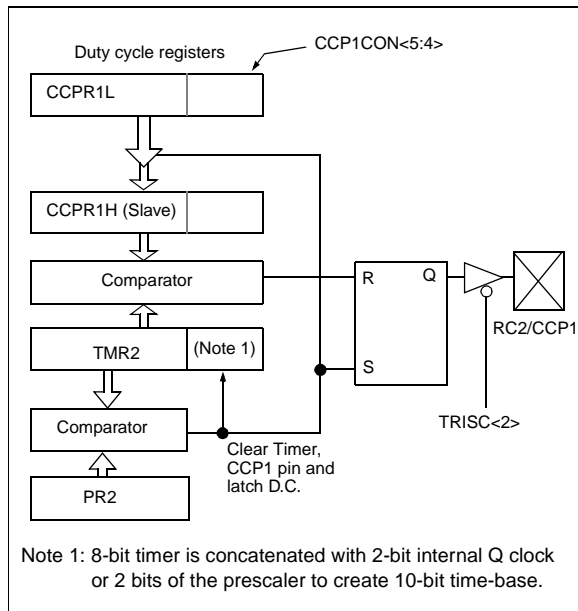 Duty cycle registers
CCP1CON<5:4>
CCPR1L
CCPR1H (Slave)
Comparator
R
Q
RC2/CCP1
TMR2
(Note 1)
S
TRISC<2>
Comparator
Clear Timer,
CCP1 pin and
latch D.C.
PR2
Note 1: 8-bit timer is concatenated with 2-bit internal Q clock
or 2 bits of the prescaler to create 10-bit time-base.